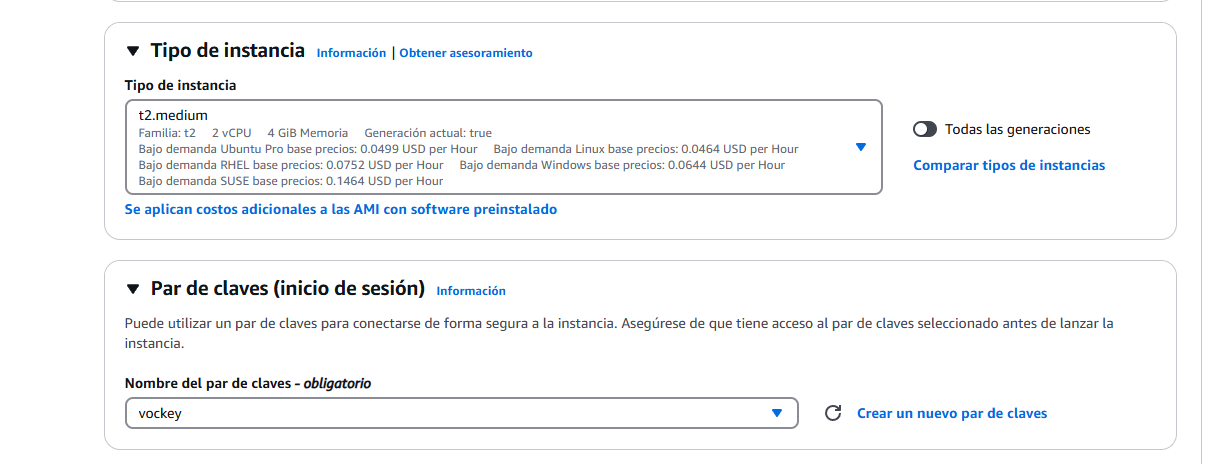 Tipo de instancia Información | Obtener asesoramiento
Tipo de instancia
t2.medium
Familia: t2 2 vCPU 4 GiB Memoria Generación actual: true
Bajo demanda Ubuntu Pro base precios: 0.0499 USD per Hour Bajo demanda Linux base precios: 0.0464 USD per Hour
Bajo demanda RHEL base precios: 0.0752 USD per Hour Bajo demanda Windows base precios: 0.0644 USD per Hour
Bajo demanda SUSE base precios: 0.1464 USD per Hour
Todas las generaciones
Comparar tipos de instancias
Se aplican costos adicionales a las AMI con software preinstalado
Par de claves (inicio de sesión) Información
Puede utilizar un par de claves para conectarse de forma segura a la instancia. Asegúrese de que tiene acceso al par de claves seleccionado antes de lanzar la
instancia.
Nombre del par de claves - obligatorio
vockey
Crear un nuevo par de claves